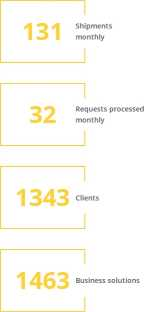 131
Shipments
monthly
32
Requests processed
monthly
1343
Clients
1463
Business solutions